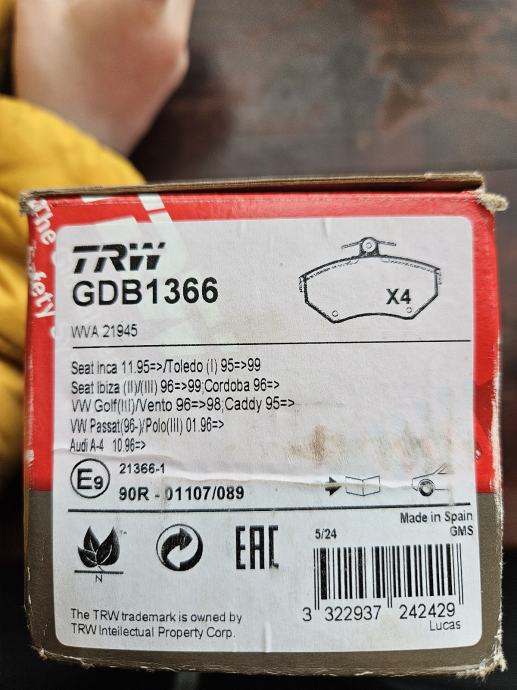 TRW
GDB1366
X4
WVA 21945
Seat Inca 11.95=>/Toledo (I) 95=>99
Seat Ibiza (II)/(III) 96=>99;Cordoba 96=>
VW Golf(III)/Vento 96=>98;Caddy 95=>
VW Passat(96-)/Polo(III) 01.96=>
Audi A-4 10.96=>
E9
21366-1
90R - 01107/089
N
EAC
5/24
Made in Spain
GMS
3 322937 242429
Lucas
The TRW trademark is owned by
TRW Intellectual Property Corp.